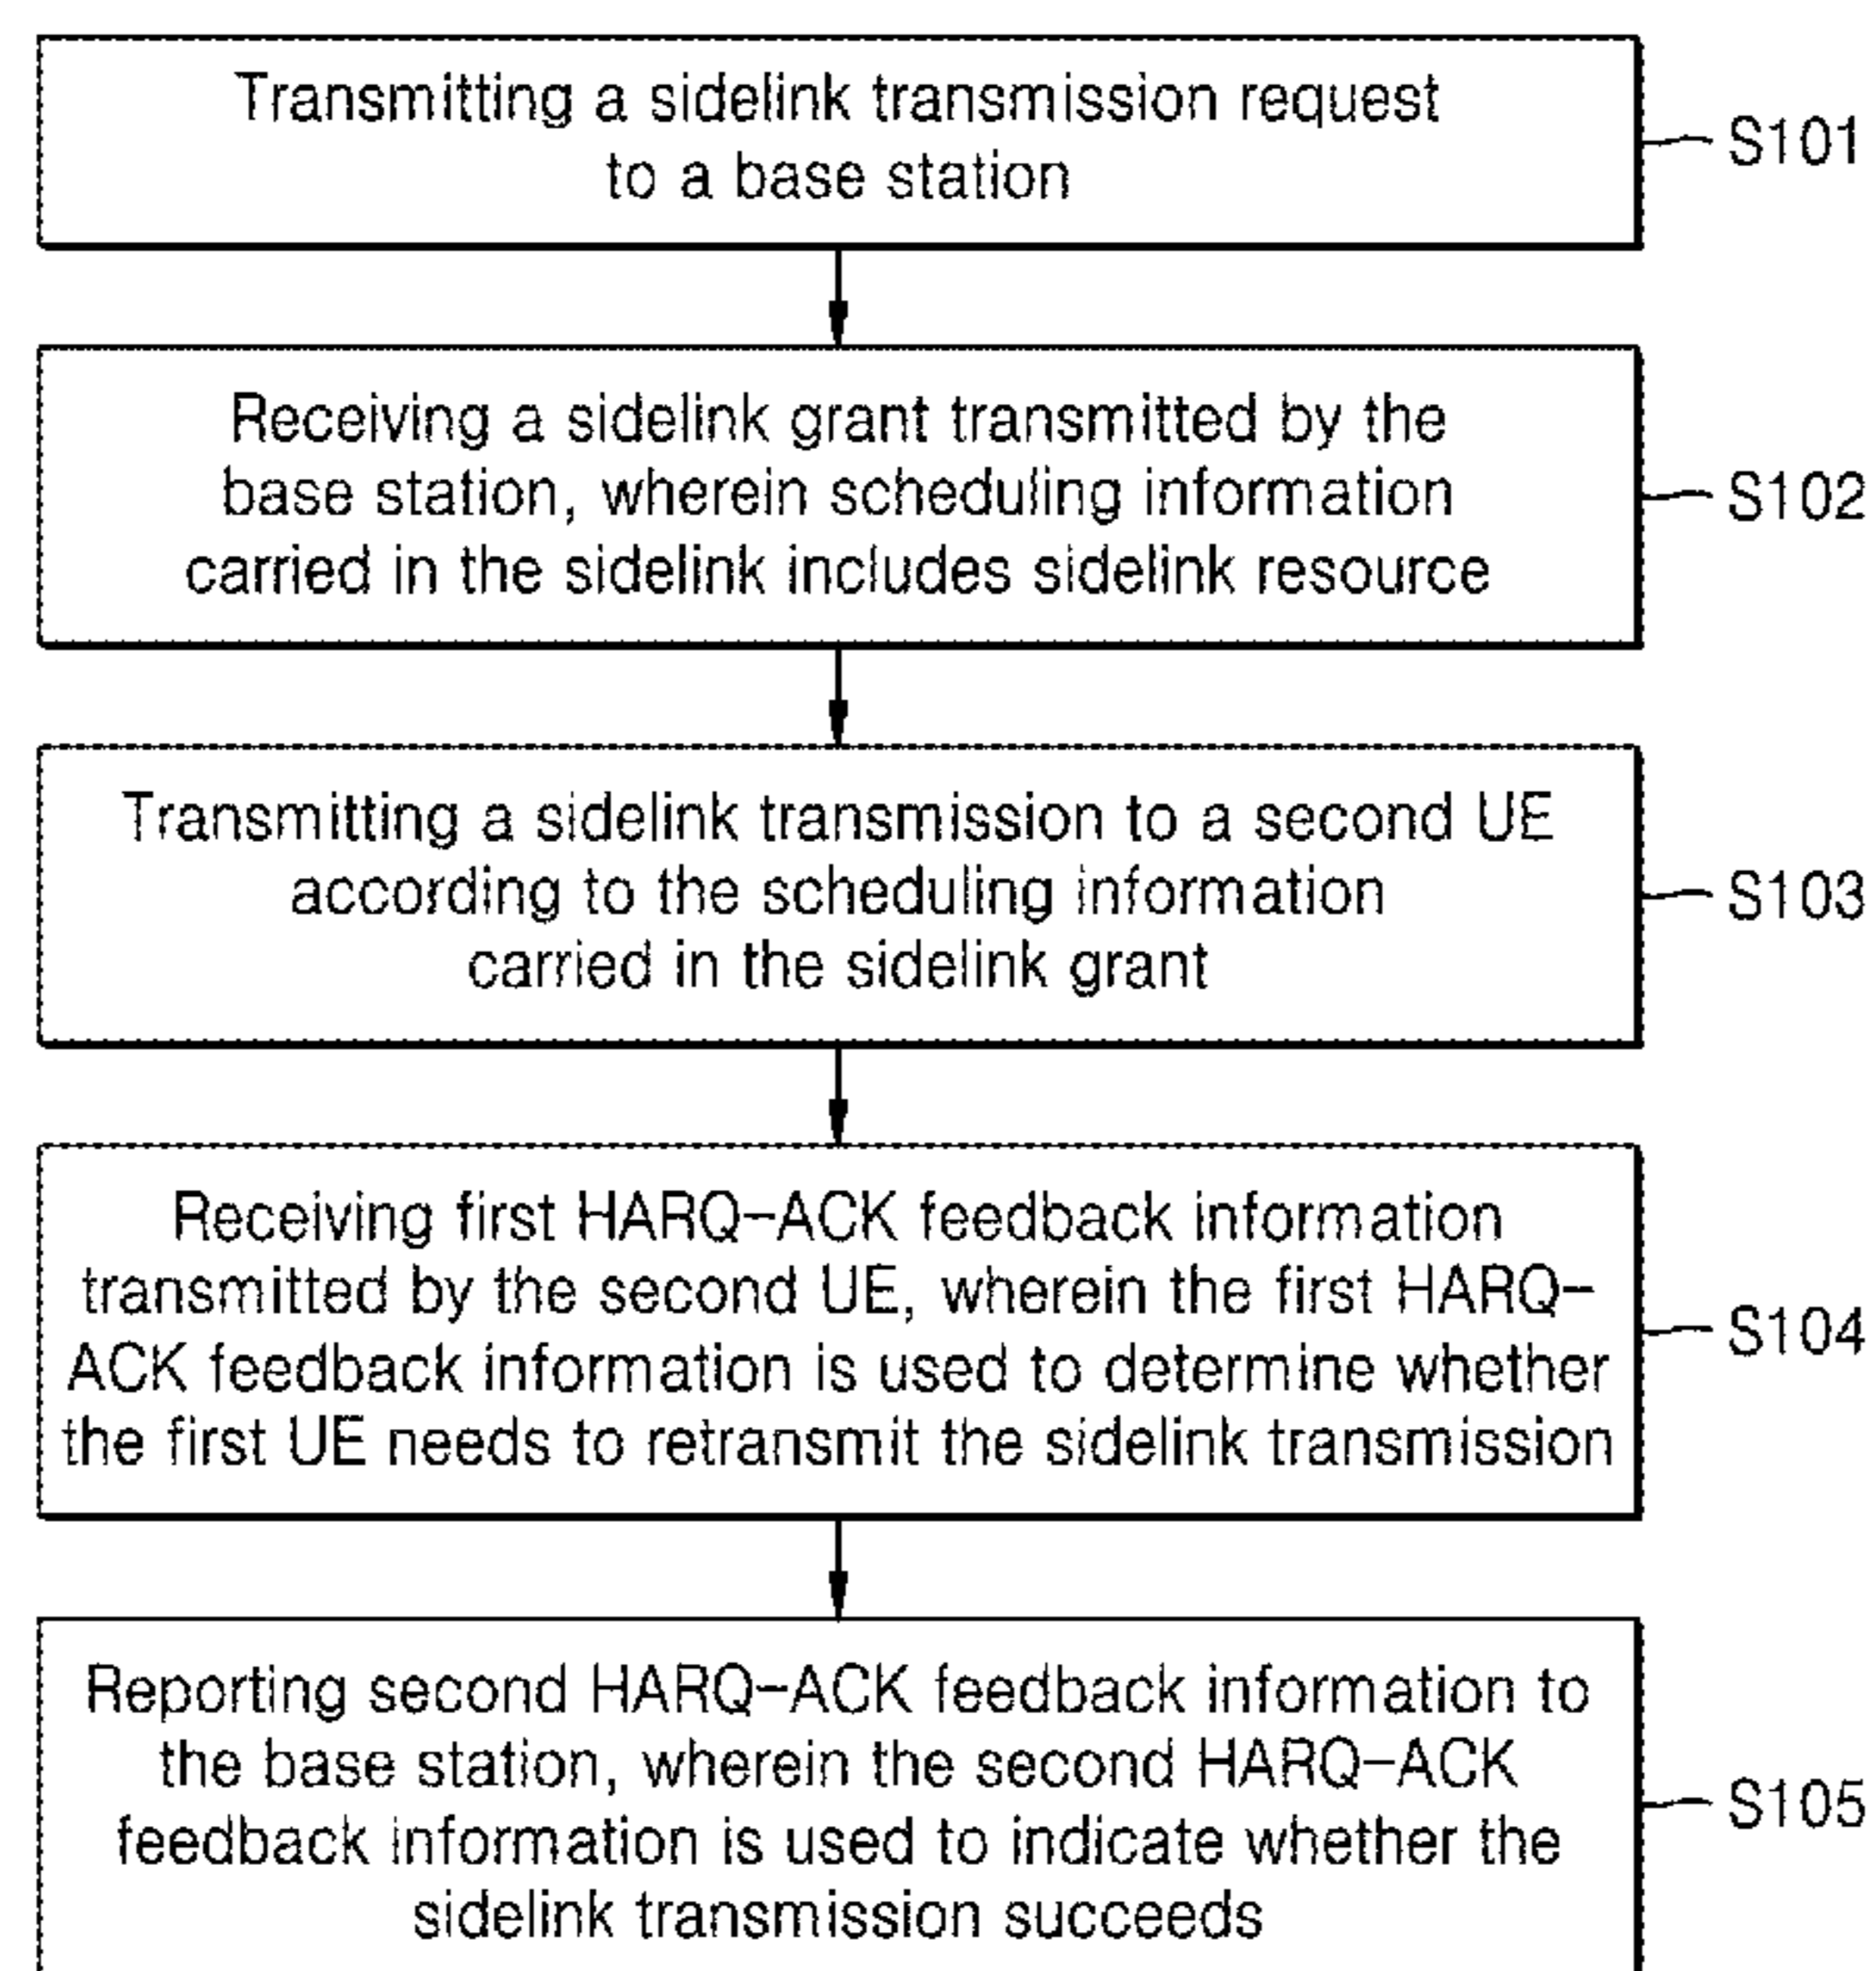 Transmitting a sidelink transmission request
to a base station
S101
Receiving a sidelink grant transmitted by the
base station, wherein scheduling information
carried in the sidelink includes sidelink resource
S102
Transmitting a sidelink transmission to a second UE
according to the scheduling information
carried in the sidelink grant
S103
Receiving first HARQ-ACK feedback information
transmitted by the second UE, wherein the first HARQ-
ACK feedback information is used to determine whether
the first UE needs to retransmit the sidelink transmission
S104
Reporting second HARQ-ACK feedback information to
the base station, wherein the second HARQ-ACK
feedback information is used to indicate whether the
sidelink transmission succeeds
S105